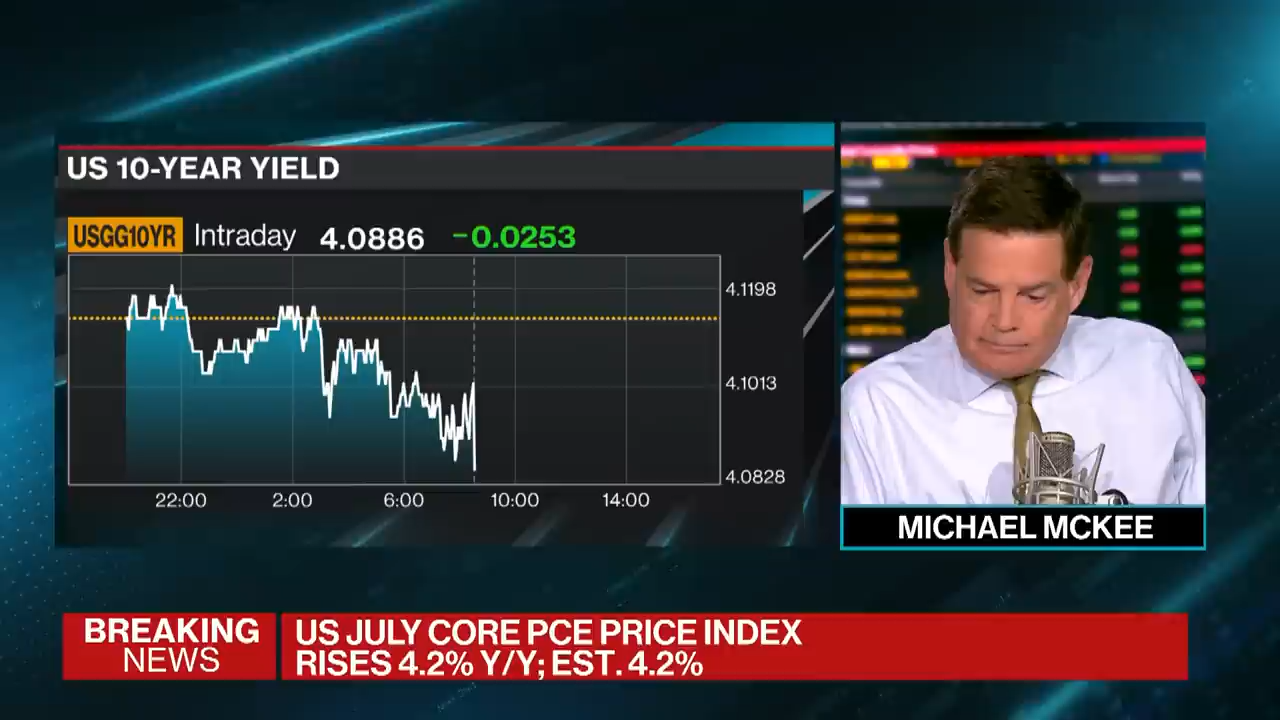 US 10-YEAR YIELD
USGG10YR Intraday 4.0886 -0.0253
4.1198
4.1013
4.0828
22:00 2:00 6:00 10:00 14:00
MICHAEL MCKEE
BREAKING
NEWS
US JULY CORE PCE PRICE INDEX
RISES 4.2% Y/Y; EST. 4.2%